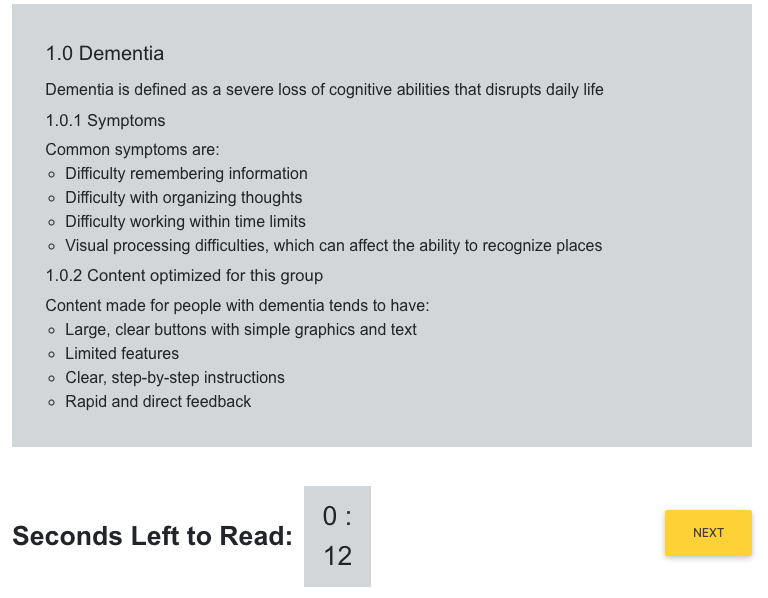 1.0 Dementia
Dementia is defined as a severe loss of cognitive abilities that disrupts daily life
1.0.1 Symptoms
Common symptoms are:
Difficulty remembering information
Difficulty with organizing thoughts
Difficulty working within time limits
Visual processing difficulties, which can affect the ability to recognize places
1.0.2 Content optimized for this group
Content made for people with dementia tends to have:
Large, clear buttons with simple graphics and text
Limited features
Clear, step-by-step instructions
Rapid and direct feedback
Seconds Left to Read:
0 :
12
NEXT